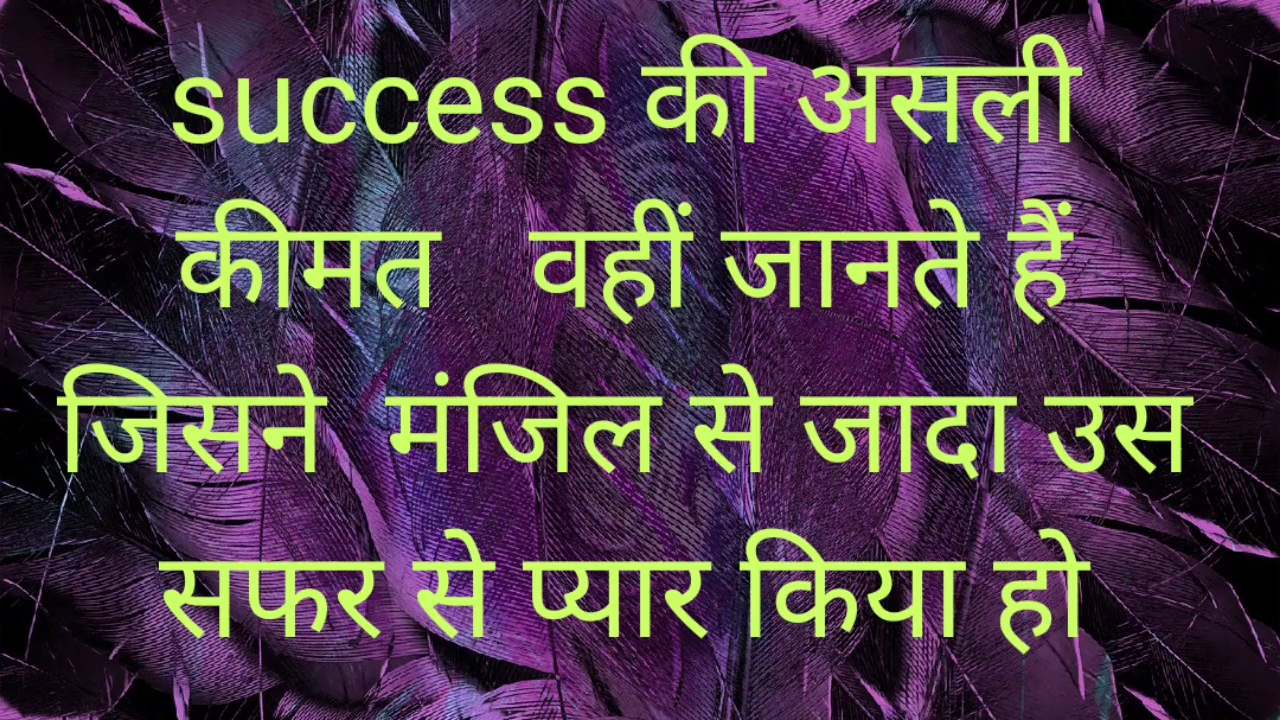 success की असली
कीमत वहीं जानते हैं
जिसने मंजिल से जादा उस
सफर से प्यार किया हो